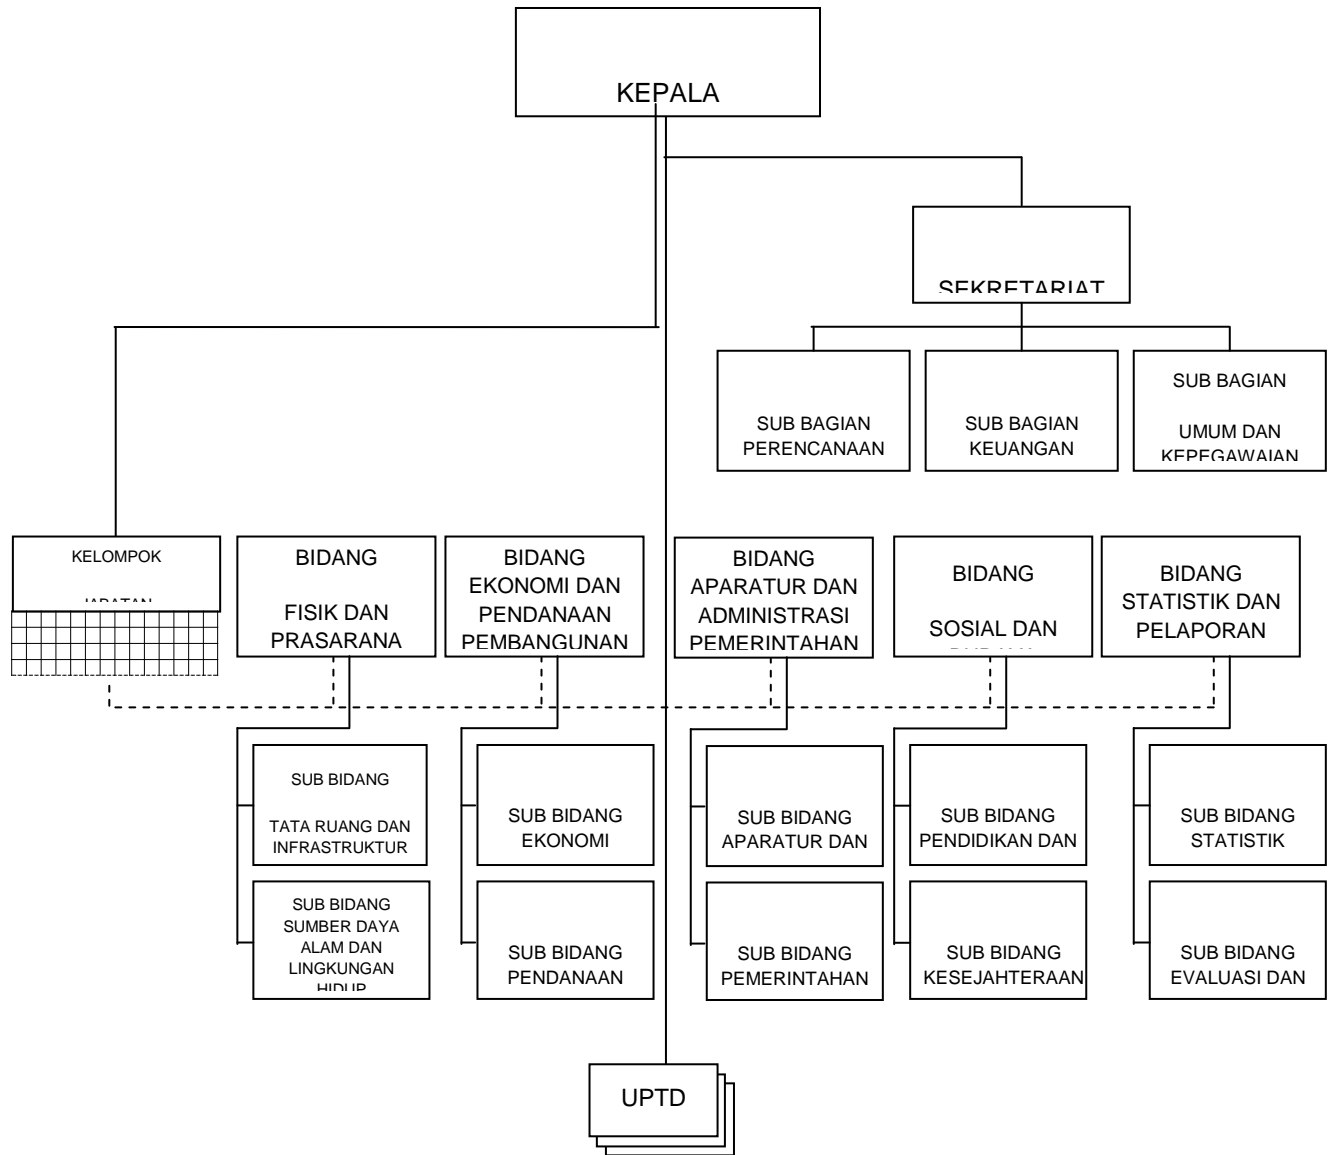 KEPALA
SEKRETARIAT
SUB BAGIAN
PERENCANAAN
SUB BAGIAN
KEUANGAN
SUB BAGIAN
UMUM DAN
KEPEGAWAIAN
KELOMPOK
JABATAN
BIDANG
FISIK DAN
PRASARANA
BIDANG
EKONOMI DAN
PENDANAAN
PEMBANGUNAN
BIDANG
APARATUR DAN
ADMINISTRASI
PEMERINTAHAN
BIDANG
SOSIAL DAN
BIDANG
STATISTIK DAN
PELAPORAN
SUB BIDANG
TATA RUANG DAN
INFRASTRUKTUR
SUB BIDANG
EKONOMI
SUB BIDANG
APARATUR DAN
SUB BIDANG
PENDIDIKAN DAN
SUB BIDANG
STATISTIK
SUB BIDANG
SUMBER DAYA
ALAM DAN
LINGKUNGAN
HIDUP
SUB BIDANG
PENDANAAN
SUB BIDANG
PEMERINTAHAN
SUB BIDANG
KESEJAHTERAAN
SUB BIDANG
EVALUASI DAN
UPTD